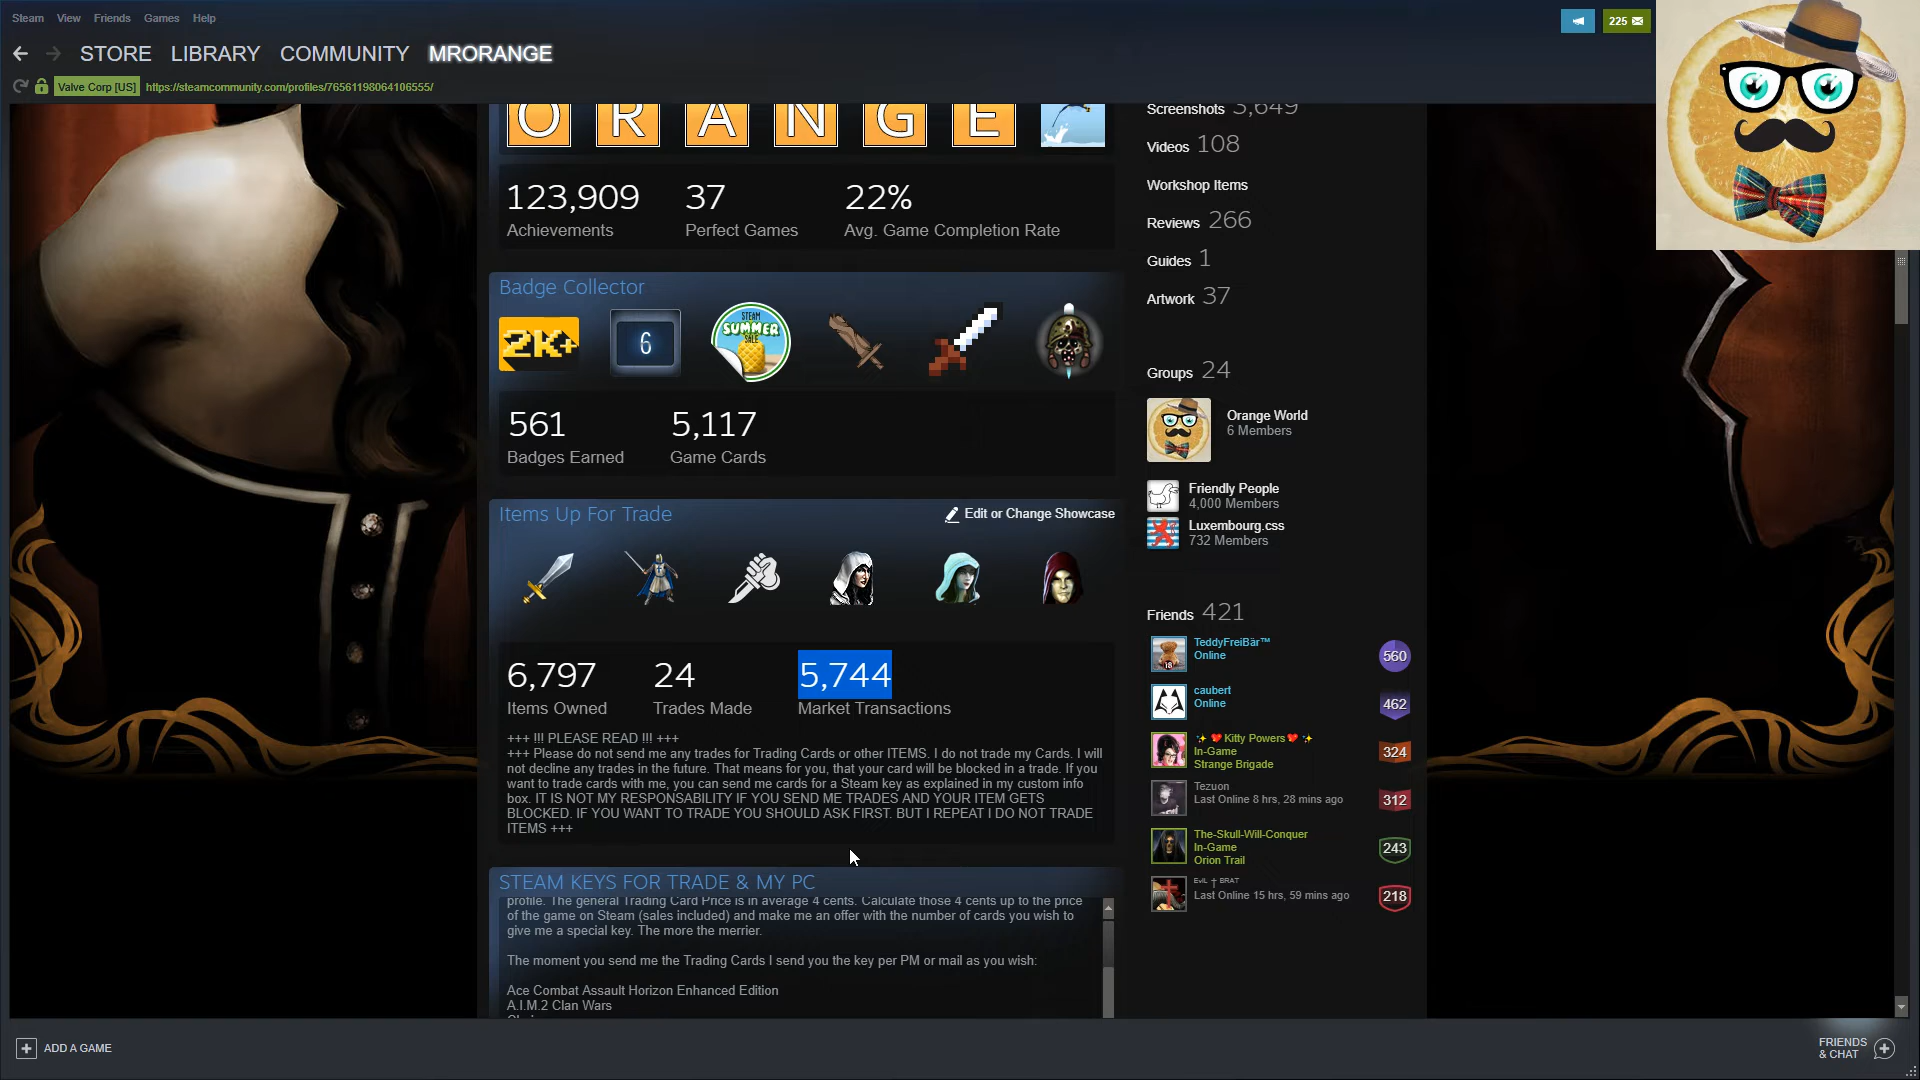 Steam View Friends Games Help
225
STORE LIBRARY COMMUNITY MRORANGE
Valve Corp [US] https://steamcommunity.com/profiles/76561198064106555/
O R A N G E
123,909 37 22%
Achievements Perfect Games Avg. Game Completion Rate
Badge Collector
2K+ 6 STEAM SUMMER SALE
561 5,117
Badges Earned Game Cards
Items Up For Trade Edit or Change Showcase
6,797 24 5,744
Items Owned Trades Made Market Transactions
+++ !!! PLEASE READ !!! +++
+++ Please do not send me any trades for Trading Cards or other ITEMS. I do not trade my Cards. I will
not decline any trades in the future. That means for you, that your card will be blocked in a trade. If you
want to trade cards with me, you can send me cards for a Steam key as explained in my custom info
box. IT IS NOT MY RESPONSABILITY IF YOU SEND ME TRADES AND YOUR ITEM GETS
BLOCKED. IF YOU WANT TO TRADE YOU SHOULD ASK FIRST. BUT I REPEAT I DO NOT TRADE
ITEMS +++
STEAM KEYS FOR TRADE & MY PC
profile. The general Trading Card Price is in average 4 cents. Calculate those 4 cents up to the price
of the game on Steam (sales included) and make me an offer with the number of cards you wish to
give me a special key. The more the merrier.
The moment you send me the Trading Cards I send you the key per PM or mail as you wish:
Ace Combat Assault Horizon Enhanced Edition
A.I.M.2 Clan Wars
Screenshots 3,649
Videos 108
Workshop Items
Reviews 266
Guides 1
Artwork 37
Groups 24
Orange World
6 Members
Friendly People
4,000 Members
Luxembourg.css
732 Members
Friends 421
TeddyFreiBär™
Online
560
caubert
Online
462
✨💖Kitty Powers💖✨
In-Game
Strange Brigade
324
Tezuon
Last Online 8 hrs, 28 mins ago
312
The-Skull-Will-Conquer
In-Game
Orion Trail
243
Evil † BRAT
Last Online 15 hrs, 59 mins ago
218
ADD A GAME
FRIENDS
& CHAT